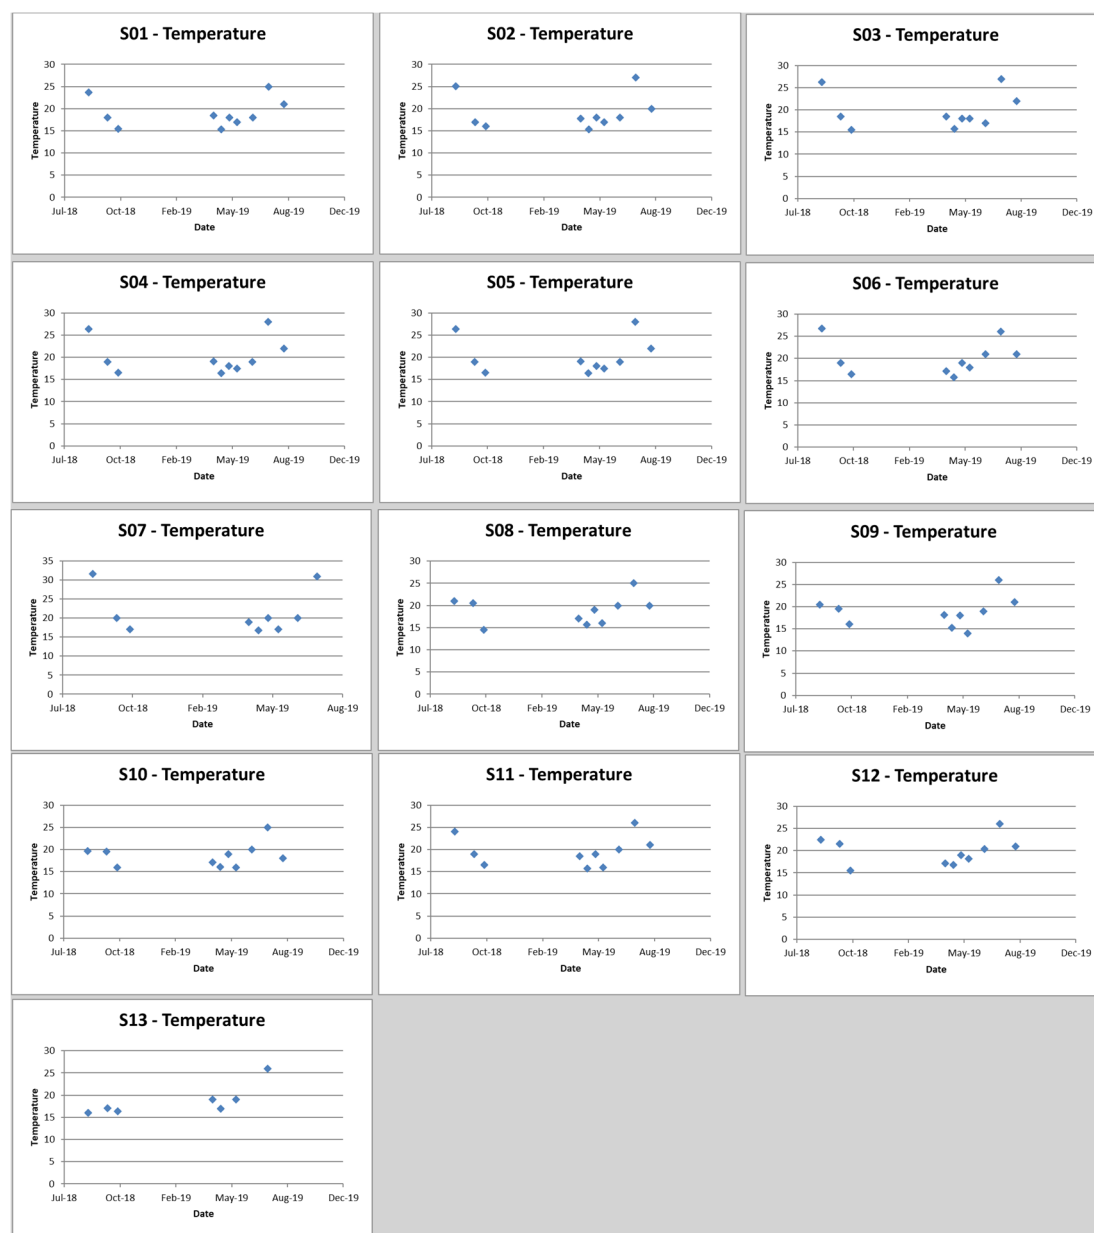 S01 - Temperature
30
25
20
15
10
5
0
Temperature
Jul-18 Oct-18 Feb-19 May-19 Aug-19 Dec-19
Date
S02 - Temperature
30
25
20
15
10
5
0
Temperature
Jul-18 Oct-18 Feb-19 May-19 Aug-19 Dec-19
Date
S03 - Temperature
30
25
20
15
10
5
0
Temperature
Jul-18 Oct-18 Feb-19 May-19 Aug-19 Dec-19
Date
S04 - Temperature
30
25
20
15
10
5
0
Temperature
Jul-18 Oct-18 Feb-19 May-19 Aug-19 Dec-19
Date
S05 - Temperature
30
25
20
15
10
5
0
Temperature
Jul-18 Oct-18 Feb-19 May-19 Aug-19 Dec-19
Date
S06 - Temperature
30
25
20
15
10
5
0
Temperature
Jul-18 Oct-18 Feb-19 May-19 Aug-19 Dec-19
Date
S07 - Temperature
35
30
25
20
15
10
5
0
Temperature
Jul-18 Oct-18 Feb-19 May-19 Aug-19
Date
S08 - Temperature
30
25
20
15
10
5
0
Temperature
Jul-18 Oct-18 Feb-19 May-19 Aug-19 Dec-19
Date
S09 - Temperature
30
25
20
15
10
5
0
Temperature
Jul-18 Oct-18 Feb-19 May-19 Aug-19 Dec-19
Date
S10 - Temperature
30
25
20
15
10
5
0
Temperature
Jul-18 Oct-18 Feb-19 May-19 Aug-19 Dec-19
Date
S11 - Temperature
30
25
20
15
10
5
0
Temperature
Jul-18 Oct-18 Feb-19 May-19 Aug-19 Dec-19
Date
S12 - Temperature
30
25
20
15
10
5
0
Temperature
Jul-18 Oct-18 Feb-19 May-19 Aug-19 Dec-19
Date
S13 - Temperature
30
25
20
15
10
5
0
Temperature
Jul-18 Oct-18 Feb-19 May-19 Aug-19 Dec-19
Date